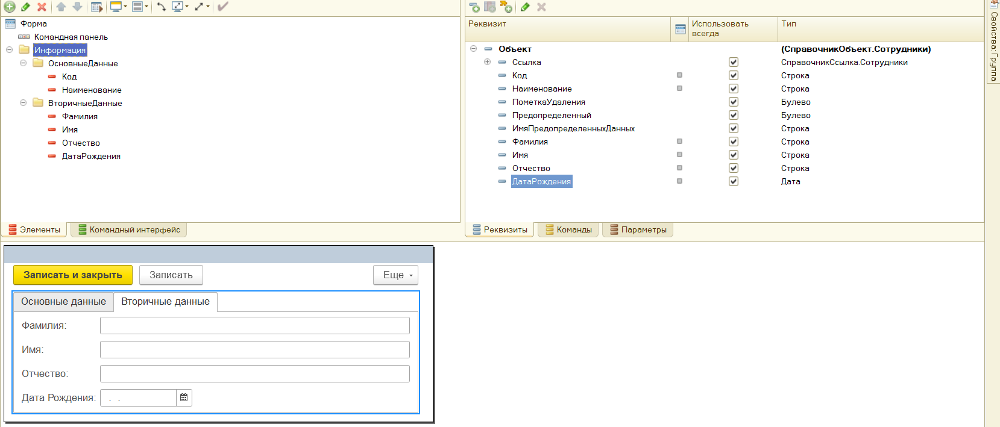 Форма
Командная панель
Информация
ОсновныеДанные
Код
Наименование
ВторичныеДанные
Фамилия
Имя
Отчество
ДатаРождения
Элементы
Командный интерфейс
Реквизит
Использовать всегда
Тип
Объект (СправочникОбъект.Сотрудники)
Ссылка СправочникСсылка.Сотрудники
Код Строка
Наименование Строка
ПометкаУдаления Булево
Предопределенный Булево
ИмяПредопределенныхДанных Строка
Фамилия Строка
Имя Строка
Отчество Строка
ДатаРождения Дата
Реквизиты
Команды
Параметры
Свойства: Группа
Записать и закрыть
Записать
Еще
Основные данные
Вторичные данные
Фамилия:
Имя:
Отчество:
Дата Рождения: . .